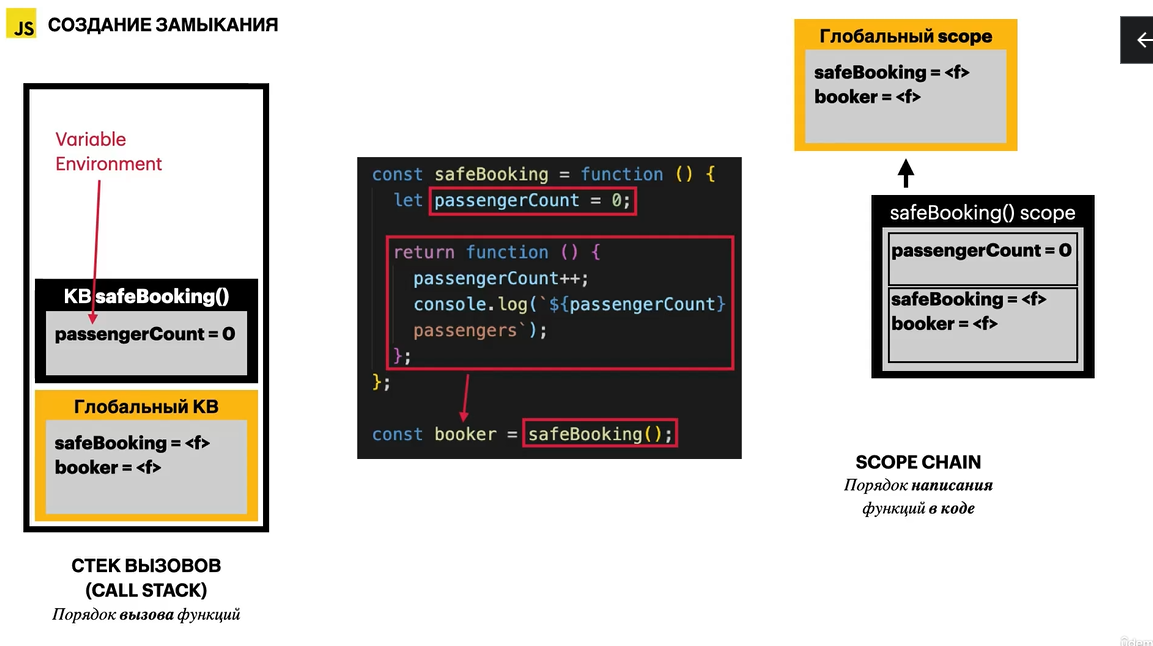 JS СОЗДАНИЕ ЗАМЫКАНИЯ
Variable
Environment
КВ safeBooking()
passengerCount = 0
Глобальный КВ
safeBooking = <f>
booker = <f>
СТЕК ВЫЗОВОВ
(CALL STACK)
Порядок вызова функций
const safeBooking = function () {
let passengerCount = 0;
return function () {
passengerCount++;
console.log(`${passengerCount}
passengers`);
};
};
const booker = safeBooking();
Глобальный scope
safeBooking = <f>
booker = <f>
safeBooking() scope
passengerCount = 0
safeBooking = <f>
booker = <f>
SCOPE CHAIN
Порядок написания
функций в коде